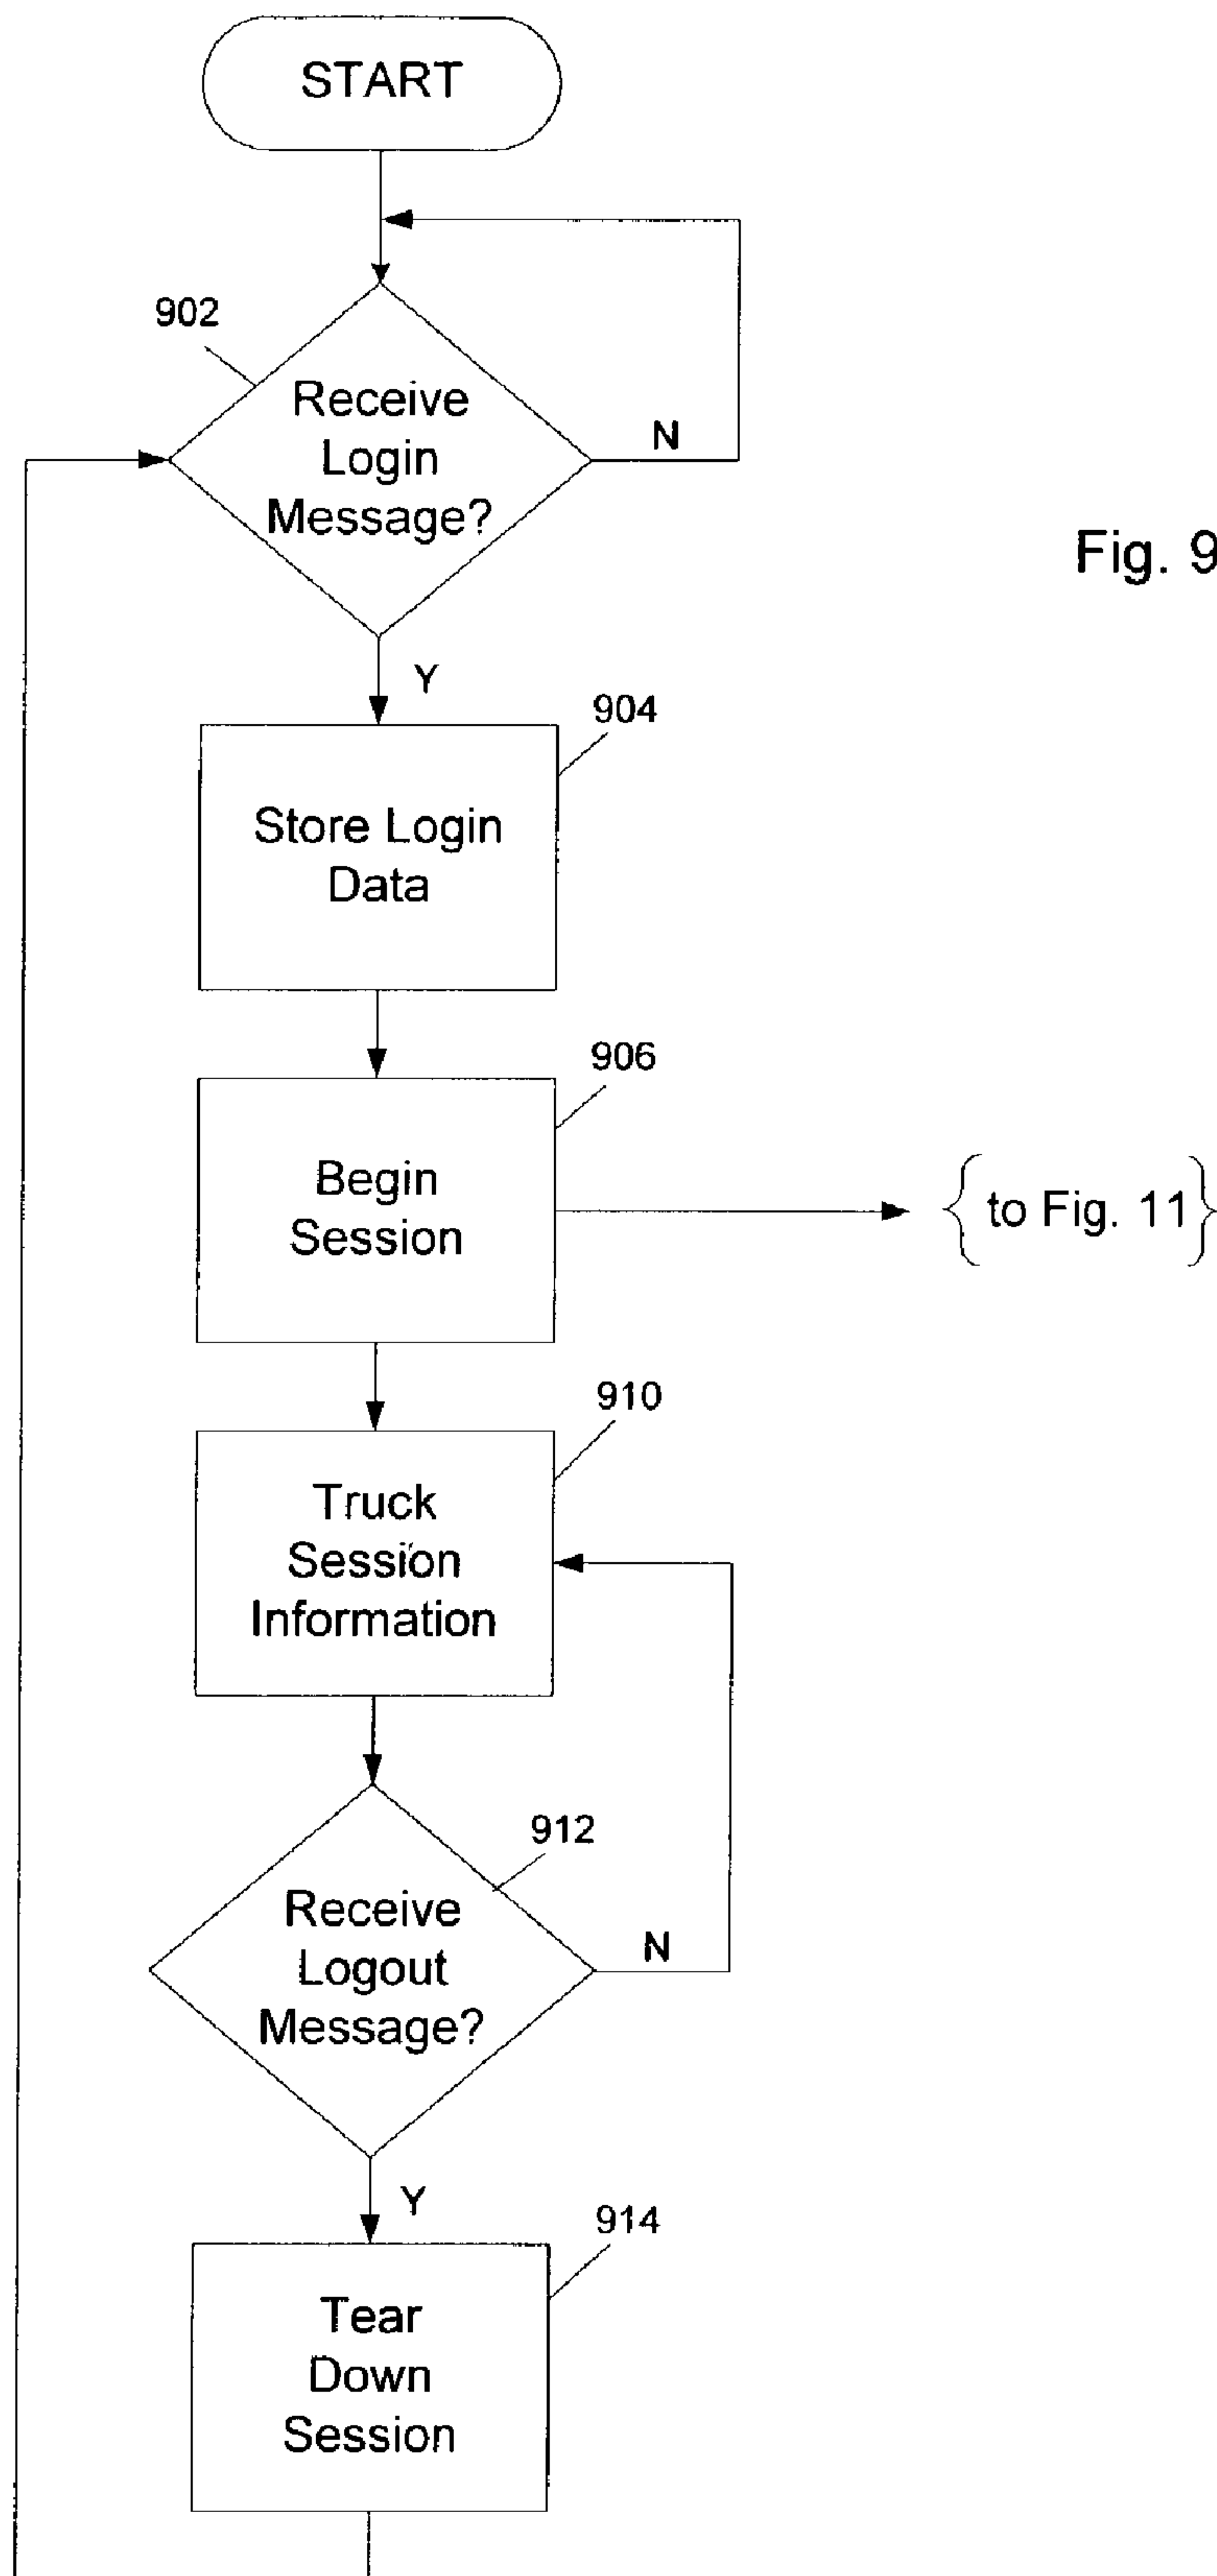 START
902
Receive
Login
Message?
N
Fig. 9
Y
904
Store Login
Data
906
Begin
Session
{to Fig. 11}
910
Truck
Session
Information
912
Receive
Logout
Message?
N
Y
914
Tear
Down
Session